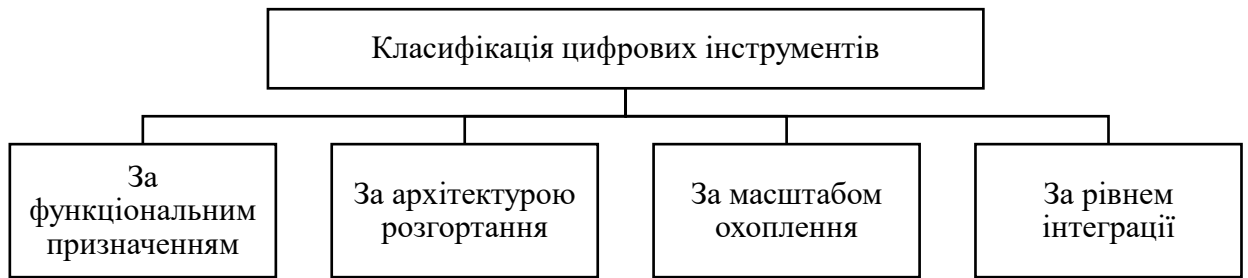 Класифікація цифрових інструментів
За
функціональним
призначенням
За архітектурою
розгортання
За масштабом
охоплення
За рівнем
інтеграції